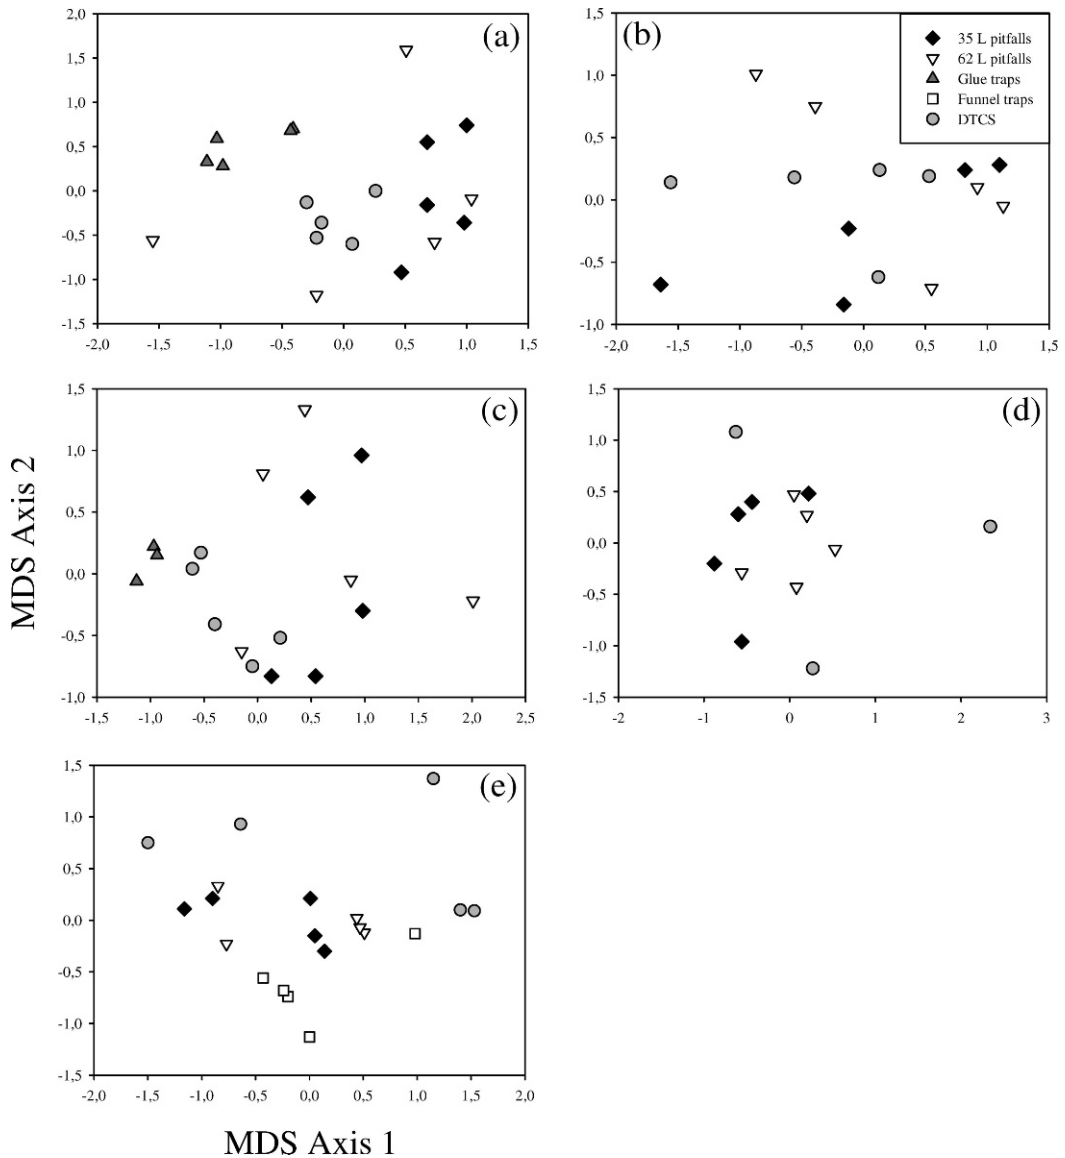 (a)
2,0
1,5
1,0
0,5
0,0
-0,5
-1,0
-1,5
-2,0 -1,5 -1,0 -0,5 0,0 0,5 1,0 1,5
(b)
35 L pitfalls
62 L pitfalls
Glue traps
Funnel traps
DTCS
1,5
1,0
0,5
0,0
-0,5
-1,0
-2,0 -1,5 -1,0 -0,5 0,0 0,5 1,0 1,5
MDS Axis 2
(c)
1,5
1,0
0,5
0,0
-0,5
-1,0
-1,5 -1,0 -0,5 0,0 0,5 1,0 1,5 2,0 2,5
(d)
1,5
1,0
0,5
0,0
-0,5
-1,0
-1,5
-2 -1 0 1 2 3
(e)
1,5
1,0
0,5
0,0
-0,5
-1,0
-1,5
-2,0 -1,5 -1,0 -0,5 0,0 0,5 1,0 1,5 2,0
MDS Axis 1